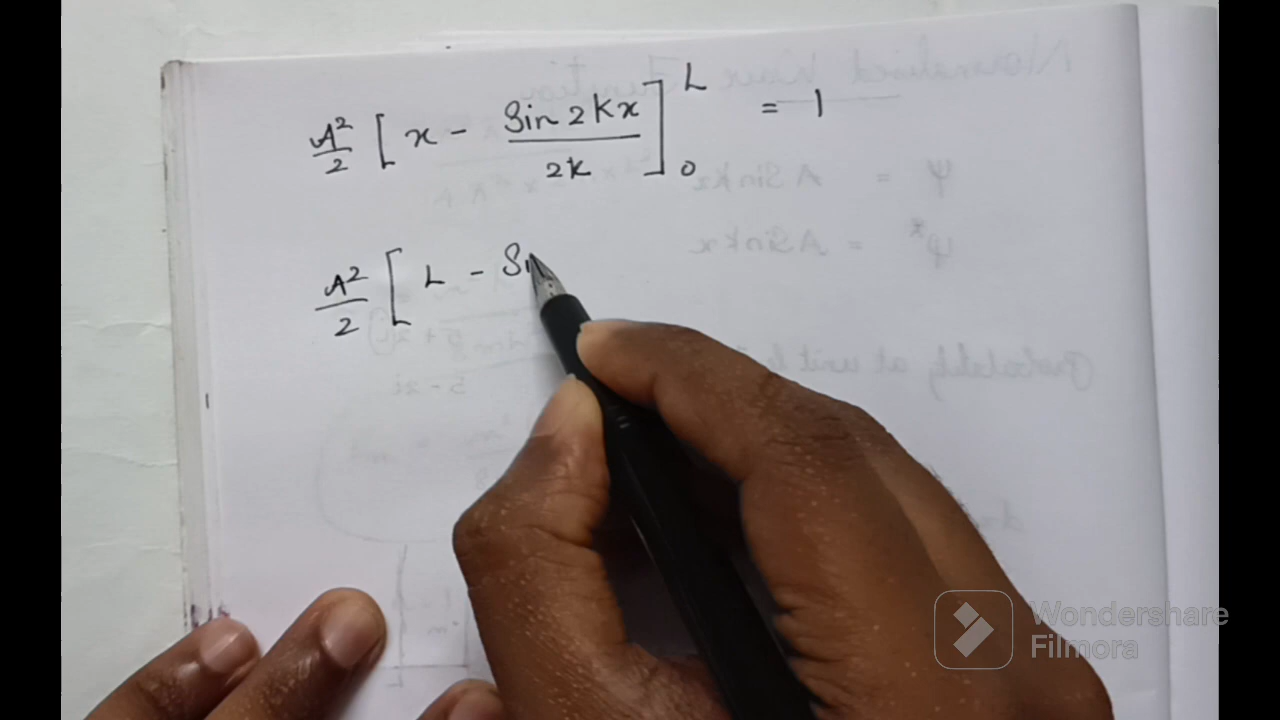 A²/2 [ x - Sin 2Kx / 2K ]₀ᴸ = 1
A²/2 [ L - Si
Wondershare
Filmora